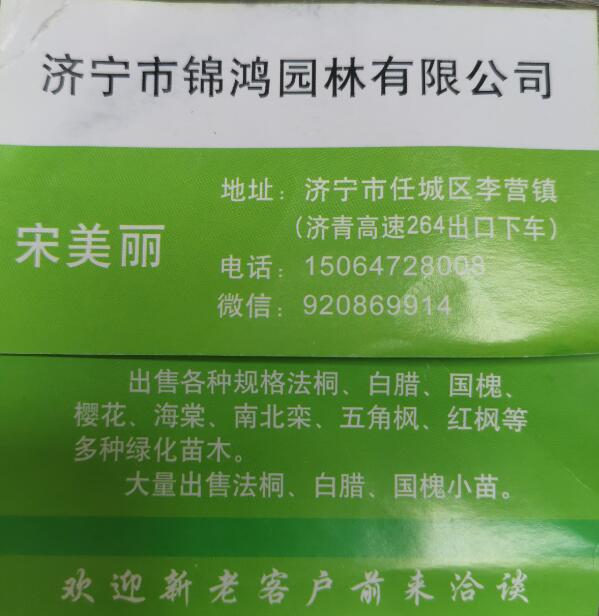 济宁市锦鸿园林有限公司
宋美丽
地址：济宁市任城区李营镇
（济青高速264出口下车）
电话：15064728008
微信：920869914
出售各种规格法桐、白腊、国槐、
樱花、海棠、南北栾、五角枫、红枫等
多种绿化苗木。
大量出售法桐、白腊、国槐小苗。
欢迎新老客户前来洽谈